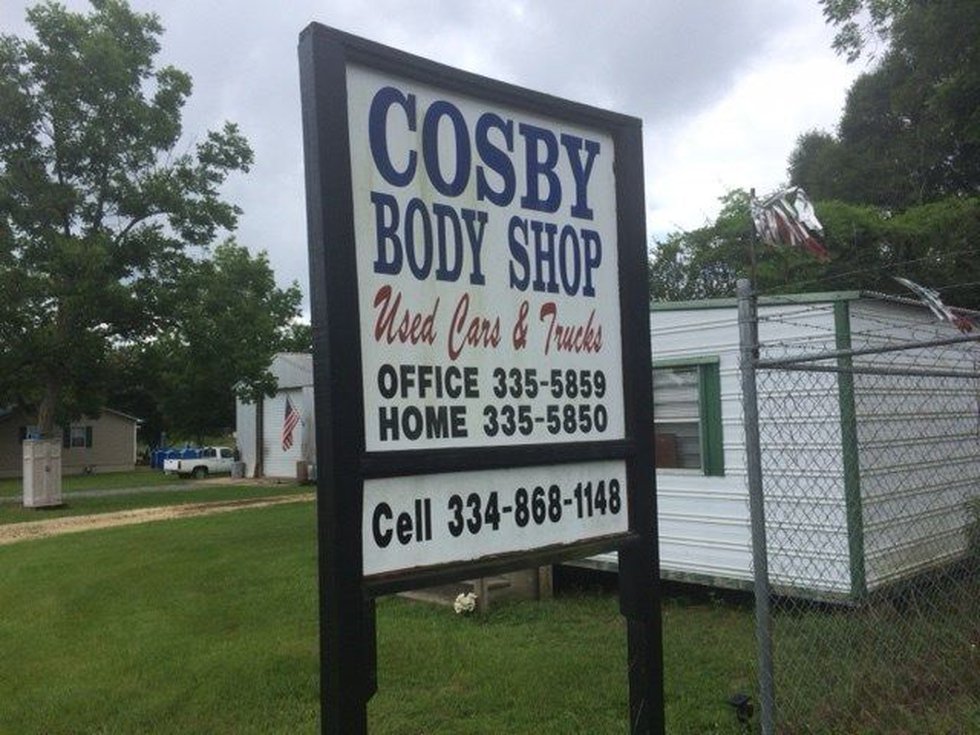 COSBY
BODY SHOP
Used Cars & Trucks
OFFICE 335-5859
HOME 335-5850
Cell 334-868-1148